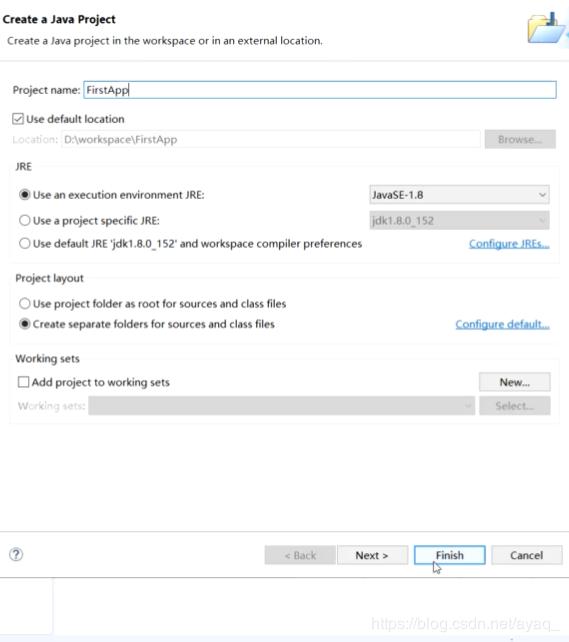 Create a Java Project
Create a Java project in the workspace or in an external location.
Project name: FirstApp
Use default location
Location: D:\workspace\FirstApp Browse...
JRE
Use an execution environment JRE: JavaSE-1.8
Use a project specific JRE: jdk1.8.0_152
Use default JRE 'jdk1.8.0_152' and workspace compiler preferences Configure JREs...
Project layout
Use project folder as root for sources and class files
Create separate folders for sources and class files Configure default...
Working sets
Add project to working sets New...
Working sets: Select...
? < Back Next > Finish Cancel
https://blog.csdn.net/ayaq_